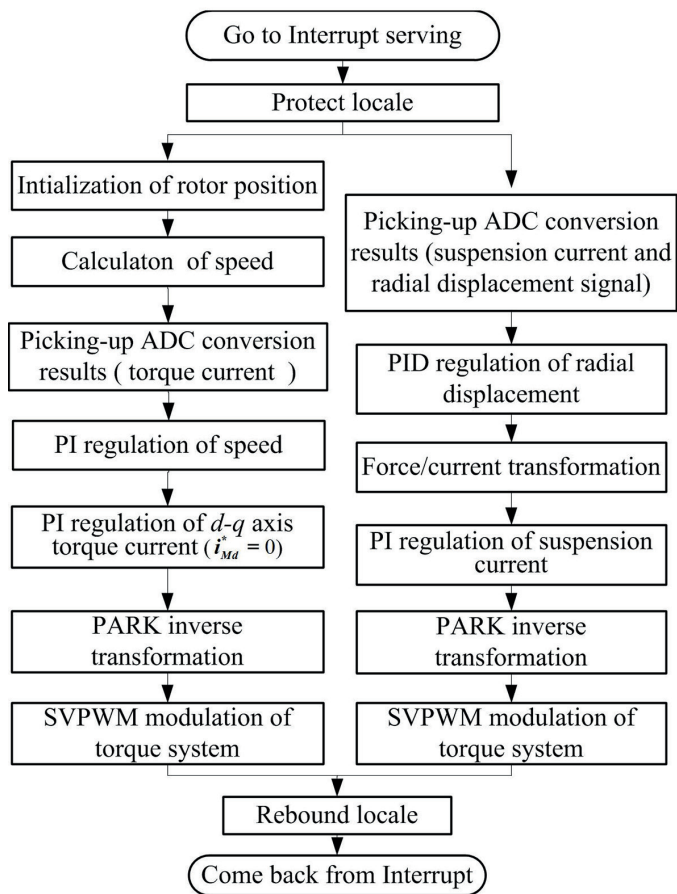 Go to Interrupt serving
Protect locale
Intialization of rotor position
Calculaton of speed
Picking-up ADC conversion
results ( torque current )
PI regulation of speed
PI regulation of d-q axis
torque current ( i*Md = 0)
PARK inverse
transformation
SVPWM modulation of
torque system
Picking-up ADC conversion
results (suspension current and
radial displacement signal)
PID regulation of radial
displacement
Force/current transformation
PI regulation of suspension
current
PARK inverse
transformation
SVPWM modulation of
torque system
Rebound locale
Come back from Interrupt